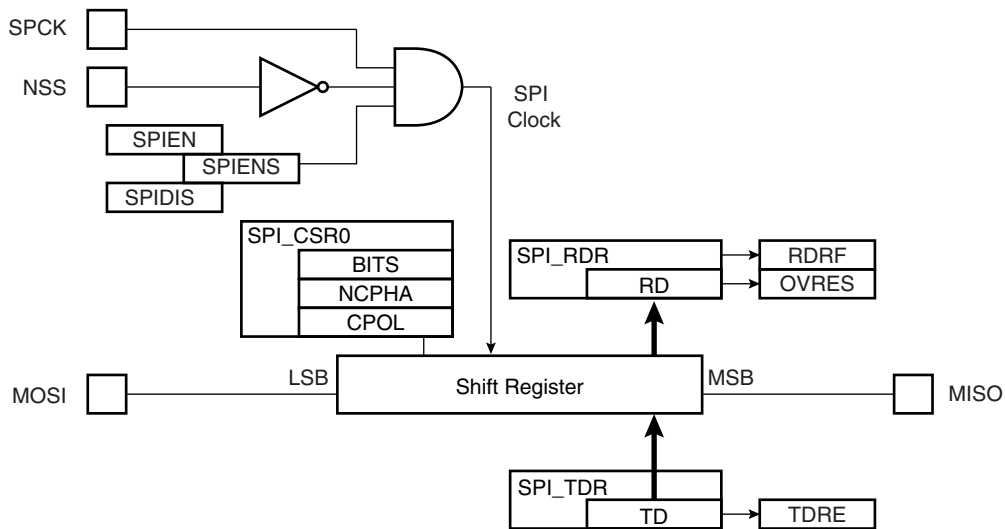 SPCK
NSS
SPI
Clock
SPIEN
SPIENS
SPIDIS
SPI_CSR0
BITS
NCPHA
CPOL
SPI_RDR
RD
RDRF
OVRES
MOSI
LSB
Shift Register
MSB
MISO
SPI_TDR
TD
TDRE